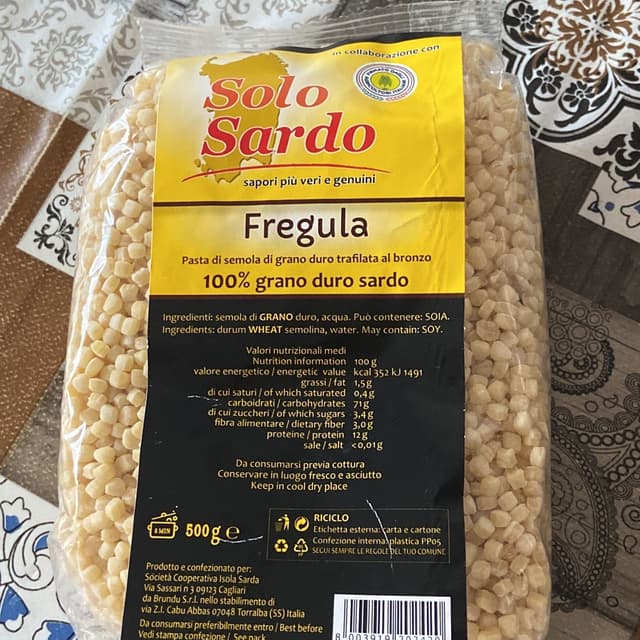 in collaborazione con
Solo
Sardo
sapori più veri e genuini
Fregula
Pasta di semola di grano duro trafilata al bronzo
100% grano duro sardo
Ingredienti: semola di GRANO duro, acqua. Può contenere: SOIA.
Ingredients: durum WHEAT semolina, water. May contain: SOY.
Valori nutrizionali medi
Nutrition information 100 g
valore energetico / energetic value kcal 352 kJ 1491
grassi / fat 1,5g
di cui saturi / of which saturated 0,4g
carboidrati / carbohydrates 71g
di cui zuccheri / of which sugars 3,4g
fibra alimentare / dietary fiber 3,0g
proteine / protein 12g
sale / salt <0,01g
Da consumarsi previa cottura
Conservare in luogo fresco e asciutto
Keep in cool dry place
8 MIN
500g e
RICICLO
Etichetta esterna: carta e cartone
Confezione interna: plastica PP05
SEGUI SEMPRE LE REGOLE DEL TUO COMUNE
Prodotto e confezionato per:
Società Cooperativa Isola Sarda
Via Sassari n 3 09123 Cagliari
da Brundu S.r.l. nello stabilimento di
via Z.I. Cabu Abbas 07048 Torralba (SS) Italia
Da consumarsi preferibilmente entro / Best before
Vedi stampa confezione / See pack